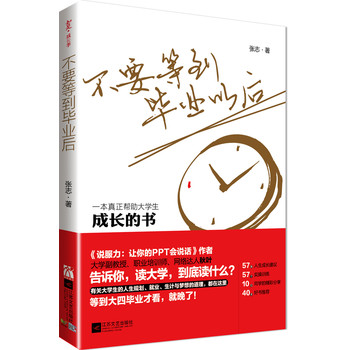 不要等到
毕业以后
张志·著
一本真正帮助大学生
成长的书
《说服力:让你的PPT会说话》作者
大学副教授、职业培训师、网络达人秋叶
告诉你,读大学,到底读什么?
有关大学生的人生规划、就业、生计与梦想的道理,都在这里
等到大四毕业才看,就晚了!
57
57
10
40
不要等到毕业后
张志·著